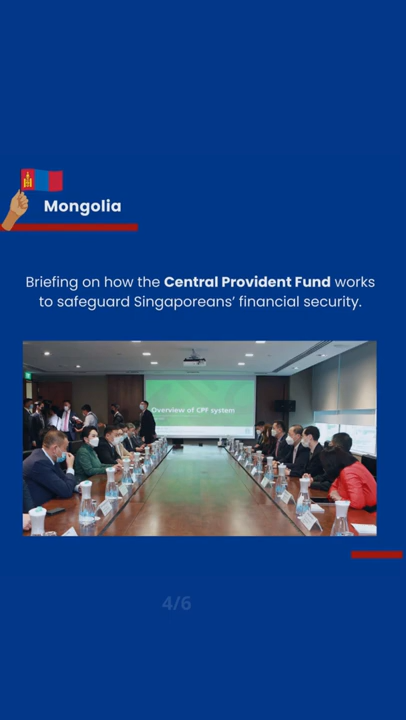 Mongolia
Briefing on how the Central Provident Fund works
to safeguard Singaporeans’ financial security.
Overview of CPF system
4/6